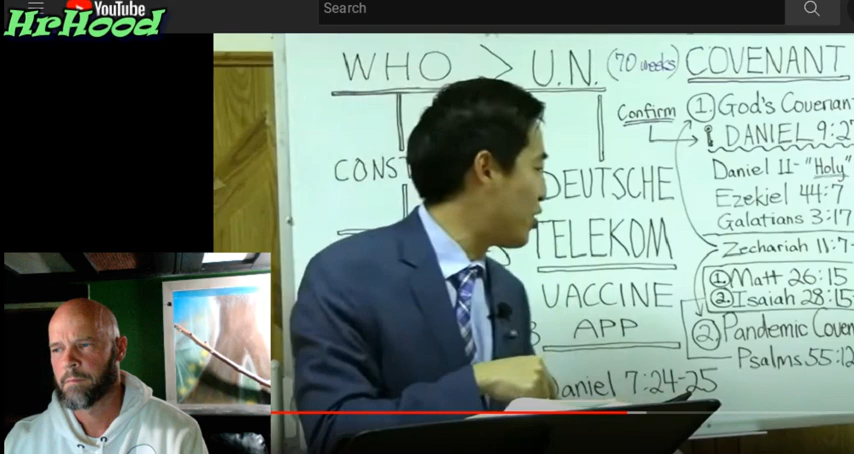 YouTube
Search
HrHood
WHO > U.N. (70 weeks) COVENANT
Confirm
① God's Covenan
DANIEL 9:27
CONST
Daniel 11- "Holy"
DEUTSCHE
Ezekiel 44:7
Galatians 3:17
TELEKOM
Zechariah 11:7-
① Matt 26:15
VACCINE
② Isaiah 28:15
APP
② Pandemic Coven
Psalms 55:12
Daniel 7:24-25